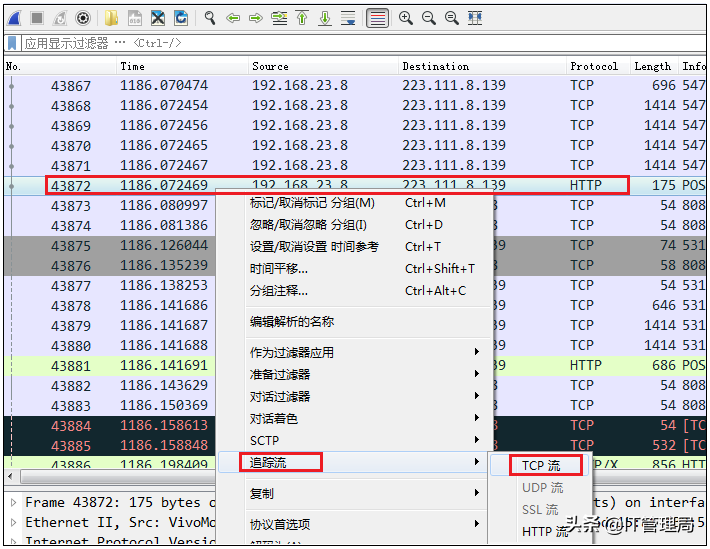 应用显示过滤器 … <Ctrl-/>
No. Time Source Destination Protocol Length Info
43867 1186.070474 192.168.23.8 223.111.8.139 TCP 696 547
43868 1186.072454 192.168.23.8 223.111.8.139 TCP 1414 547
43869 1186.072456 192.168.23.8 223.111.8.139 TCP 1414 547
43870 1186.072465 192.168.23.8 223.111.8.139 TCP 1414 547
43871 1186.072467 192.168.23.8 223.111.8.139 TCP 1414 547
43872 1186.072469 192.168.23.8 223.111.8.139 HTTP 175 POS
43873 1186.080997 标记/取消标记 分组(M) Ctrl+M TCP 54 808
43874 1186.081386 忽略/取消忽略 分组(I) Ctrl+D TCP 54 808
43875 1186.126044 设置/取消设置 时间参考 Ctrl+T 39 TCP 74 531
43876 1186.135239 时间平移... Ctrl+Shift+T TCP 58 808
43877 1186.138253 分组注释... Ctrl+Alt+C 39 TCP 54 531
43878 1186.141686 编辑解析的名称 39 TCP 646 531
43879 1186.141687 39 TCP 1414 531
43880 1186.141688 作为过滤器应用 39 TCP 1414 531
43881 1186.141691 准备过滤器 39 HTTP 686 POS
43882 1186.143629 对话过滤器 TCP 54 808
43883 1186.150369 对话着色 TCP 54 808
43884 1186.158613 TCP 54 [TC
43885 1186.158848 SCTP TCP 532 [TC
43886 1186.198409 追踪流 TCP 流 P/X 856 HTT
UDP 流
复制 SSL 流
Frame 43872: 175 bytes o ts) on interfa
Ethernet II, Src: VivoMo 协议首选项 HTTP 流
头条@IT管理局
Internet Protocol Versio